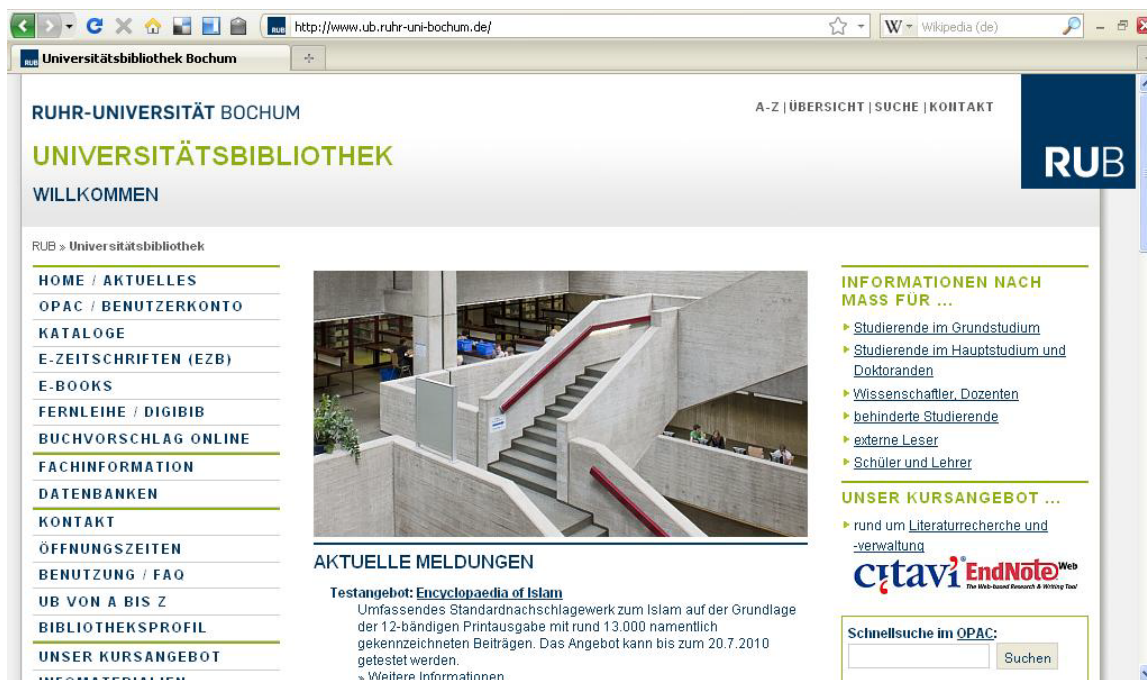 http://www.ub.ruhr-uni-bochum.de/
W Wikipedia (de)
RUB Universitätsbibliothek Bochum
RUHR-UNIVERSITÄT BOCHUM
A-Z | ÜBERSICHT | SUCHE | KONTAKT
UNIVERSITÄTSBIBLIOTHEK
RUB
WILLKOMMEN
RUB » Universitätsbibliothek
HOME / AKTUELLES
OPAC / BENUTZERKONTO
KATALOGE
E-ZEITSCHRIFTEN (EZB)
E-BOOKS
FERNLEIHE / DIGIBIB
BUCHVORSCHLAG ONLINE
FACHINFORMATION
DATENBANKEN
KONTAKT
ÖFFNUNGSZEITEN
BENUTZUNG / FAQ
UB VON A BIS Z
BIBLIOTHEKSPROFIL
UNSER KURSANGEBOT
INFOMATERIALIEN
AKTUELLE MELDUNGEN
Testangebot: Encyclopaedia of Islam
Umfassendes Standardnachschlagewerk zum Islam auf der Grundlage
der 12-bändigen Printausgabe mit rund 13.000 namentlich
gekennzeichneten Beiträgen. Das Angebot kann bis zum 20.7.2010
getestet werden.
» Weitere Informationen
INFORMATIONEN NACH
MASS FÜR ...
Studierende im Grundstudium
Studierende im Hauptstudium und
Doktoranden
Wissenschaftler, Dozenten
behinderte Studierende
externe Leser
Schüler und Lehrer
UNSER KURSANGEBOT ...
rund um Literaturrecherche und
-verwaltung
citavi EndNote Web
The Web-based Research & Writing Tool
Schnellsuche im OPAC:
Suchen